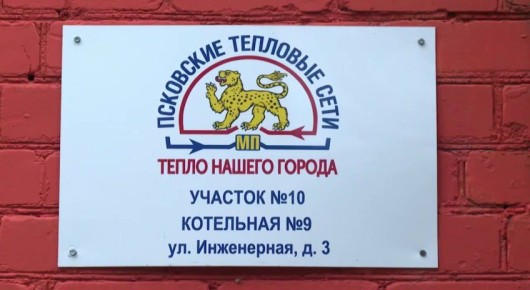 ПСКОВСКИЕ ТЕПЛОВЫЕ СЕТИ
МП
ТЕПЛО НАШЕГО ГОРОДА
УЧАСТОК №10
КОТЕЛЬНАЯ №9
ул. Инженерная, д. 3